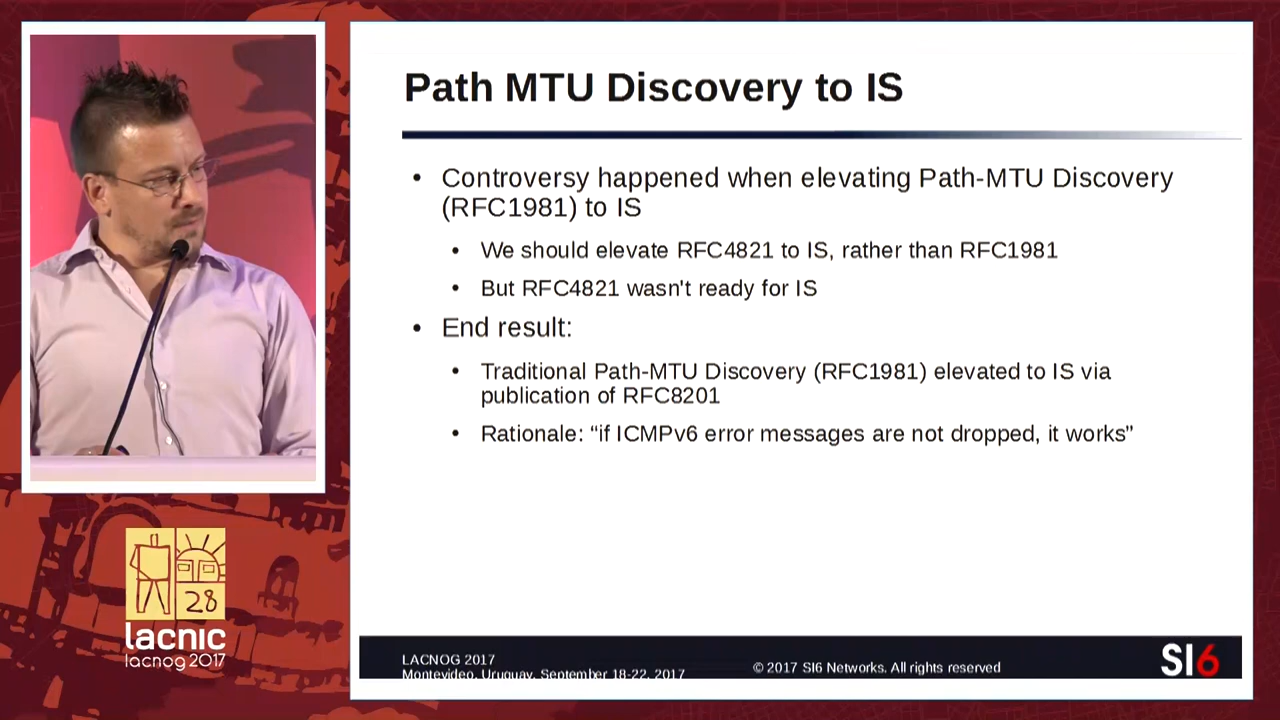 Path MTU Discovery to IS
• Controversy happened when elevating Path-MTU Discovery
(RFC1981) to IS
• We should elevate RFC4821 to IS, rather than RFC1981
• But RFC4821 wasn't ready for IS
• End result:
• Traditional Path-MTU Discovery (RFC1981) elevated to IS via
publication of RFC8201
• Rationale: “if ICMPv6 error messages are not dropped, it works”
28
lacnic
lacnog 2017
LACNOG 2017
Montevideo, Uruguay, September 18-22, 2017
© 2017 SI6 Networks. All rights reserved
SI6